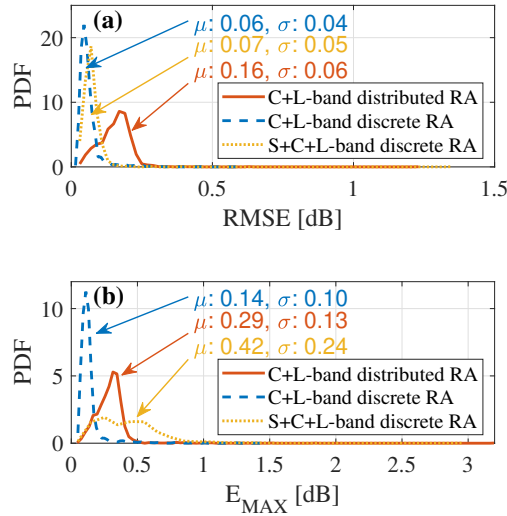 (a)
μ: 0.06, σ: 0.04
μ: 0.07, σ: 0.05
μ: 0.16, σ: 0.06
C+L-band distributed RA
C+L-band discrete RA
S+C+L-band discrete RA
PDF
20
10
0
0 0.5 1 1.5
RMSE [dB]
(b)
μ: 0.14, σ: 0.10
μ: 0.29, σ: 0.13
μ: 0.42, σ: 0.24
C+L-band distributed RA
C+L-band discrete RA
S+C+L-band discrete RA
PDF
10
5
0
0 0.5 1 1.5 2 2.5 3
E_MAX [dB]